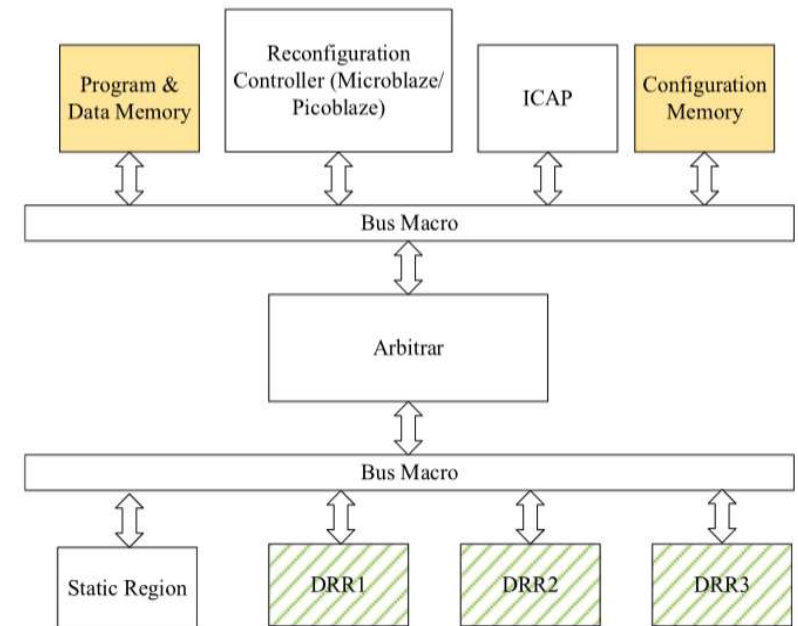 Program &
Data Memory
Reconfiguration
Controller (Microblaze/
Picoblaze)
ICAP
Configuration
Memory
Bus Macro
Arbitrar
Bus Macro
Static Region
DRR1
DRR2
DRR3